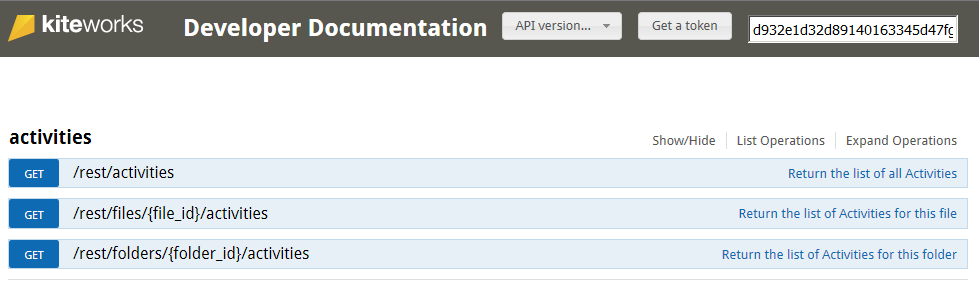 kiteworks Developer Documentation API version... Get a token d932e1d32d89140163345d47fg
activities Show/Hide List Operations Expand Operations
GET /rest/activities Return the list of all Activities
GET /rest/files/{file_id}/activities Return the list of Activities for this file
GET /rest/folders/{folder_id}/activities Return the list of Activities for this folder